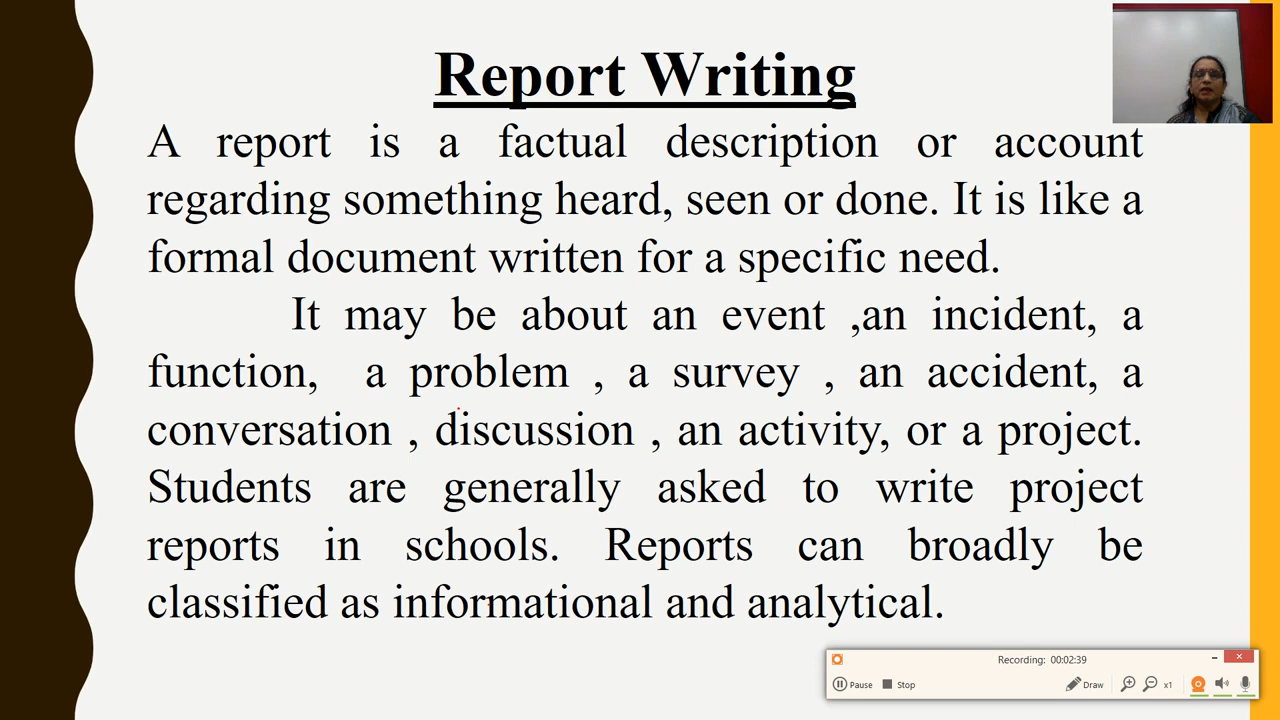 Report Writing
A report is a factual description or account
regarding something heard, seen or done. It is like a
formal document written for a specific need.
It may be about an event ,an incident, a
function, a problem , a survey , an accident, a
conversation , discussion , an activity, or a project.
Students are generally asked to write project
reports in schools. Reports can broadly be
classified as informational and analytical.
Recording: 00:02:39
Pause Stop Draw x1